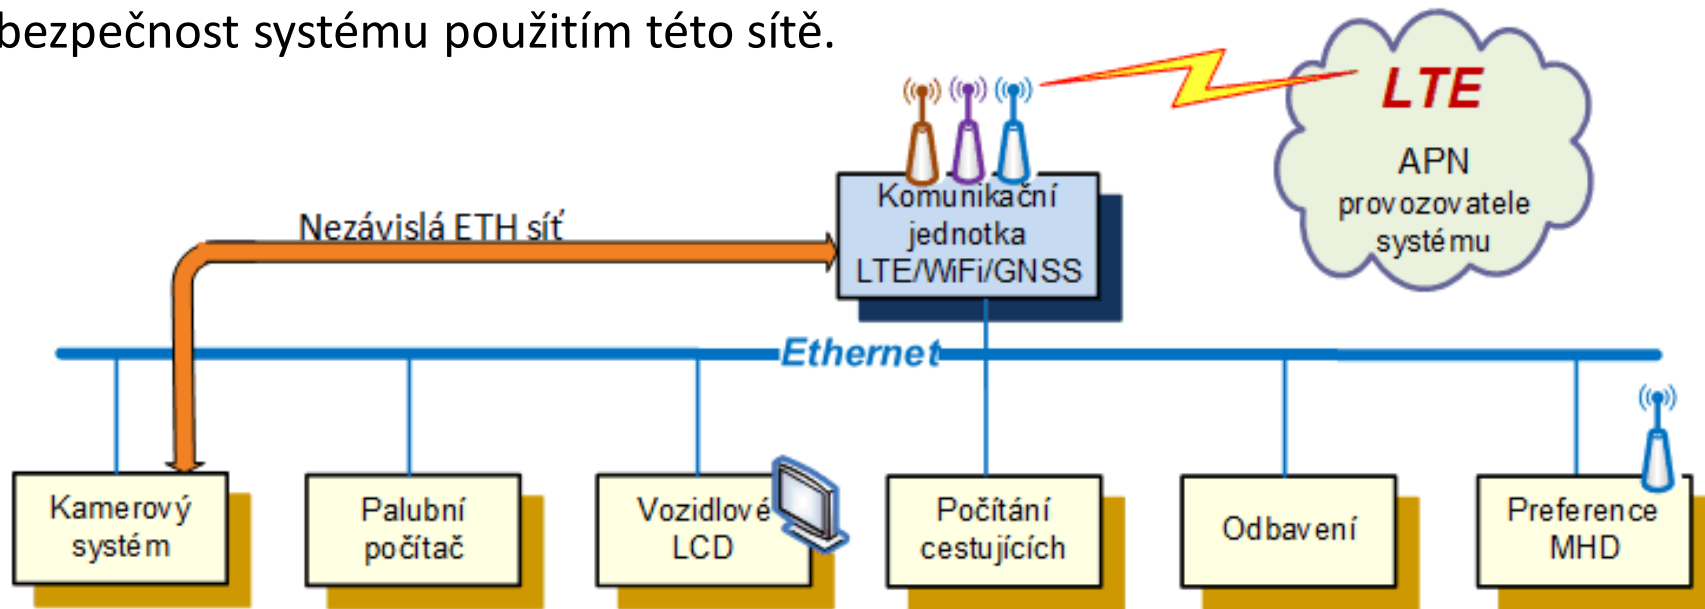 bezpečnost systému použitím této sítě.
LTE
APN
provozovatele
systému
Komunikační
jednotka
LTE/WiFi/GNSS
Nezávislá ETH síť
Ethernet
Kamerový
systém
Palubní
počítač
Vozidlové
LCD
Počítání
cestujících
Odbavení
Preference
MHD